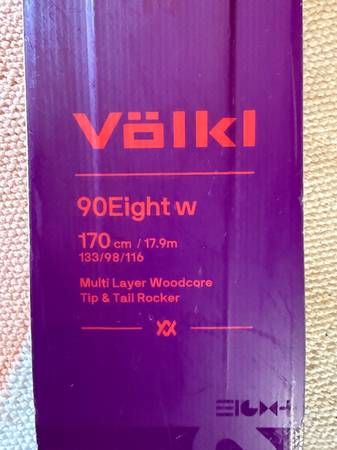 Völkl
90Eight w
170 cm / 17.9m
133/98/116
Multi Layer Woodcore
Tip & Tail Rocker